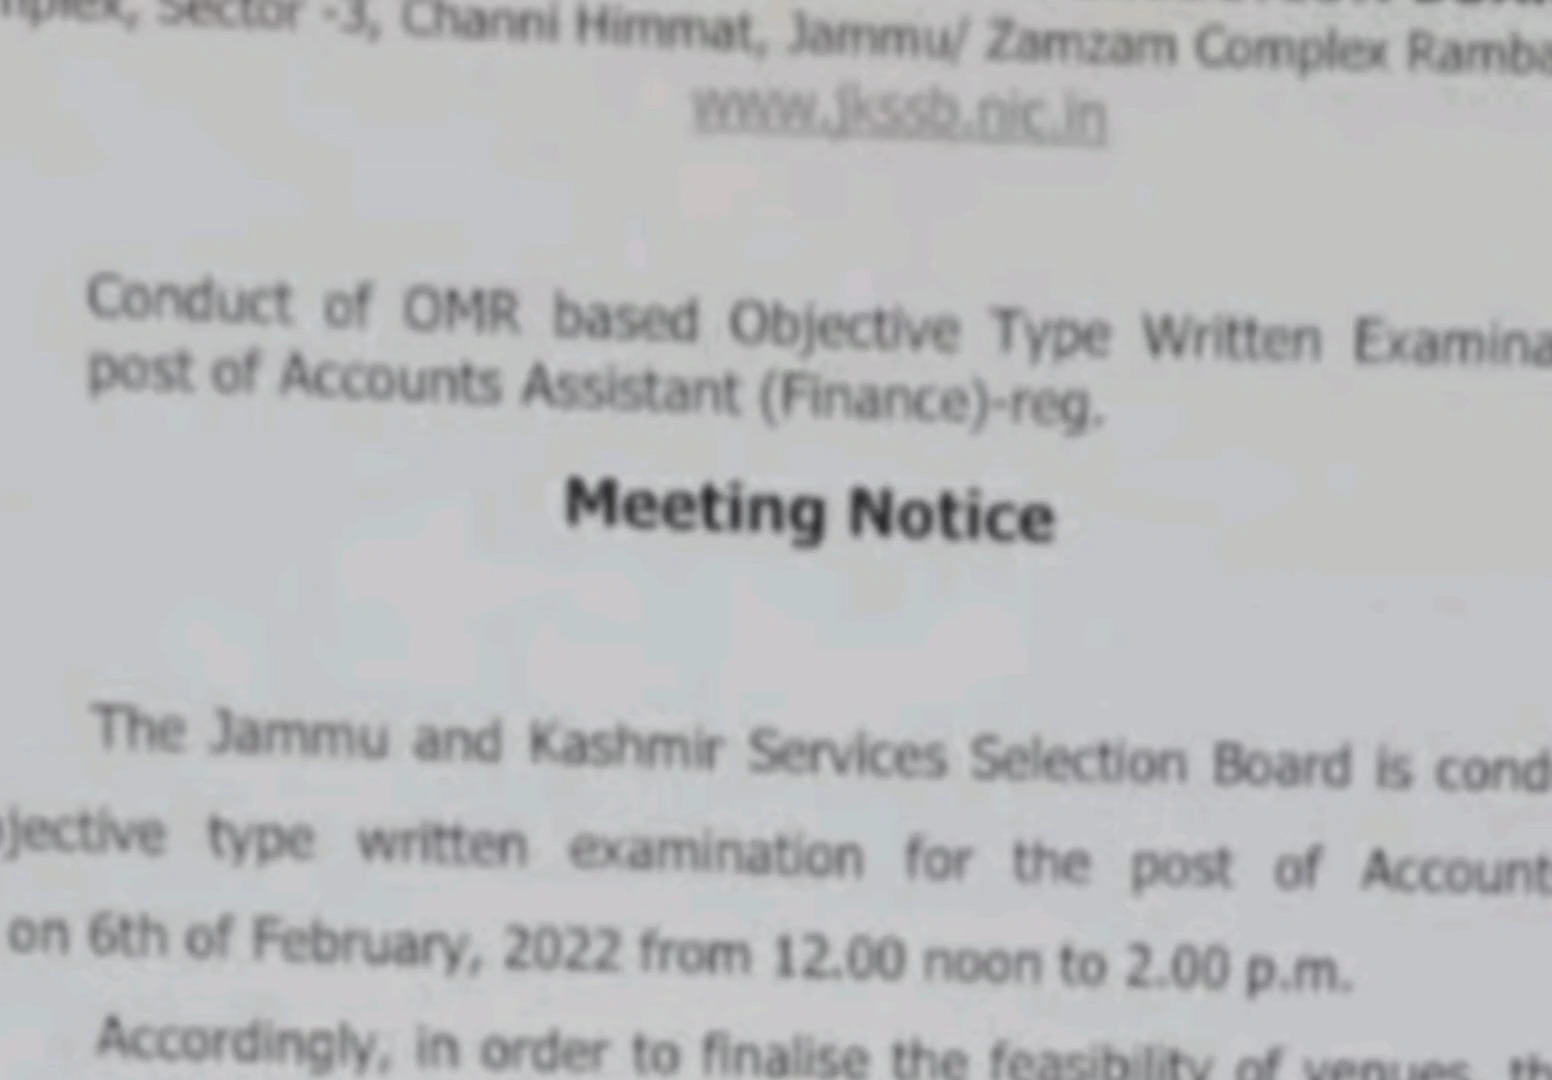 Sector -3, Channi Himmat, Jammu/ Zamzam Complex
www.jkssb.nic.in
Conduct of OMR based Objective Type Written
post of Accounts Assistant (Finance)-reg.
Meeting Notice
The Jammu and Kashmir Services Selection Board is
type written examination for the post of
on 6th of February, 2022 from 12.00 noon to 2.00 p.m.
Accordingly, in order to finalise the feasibility of venues,